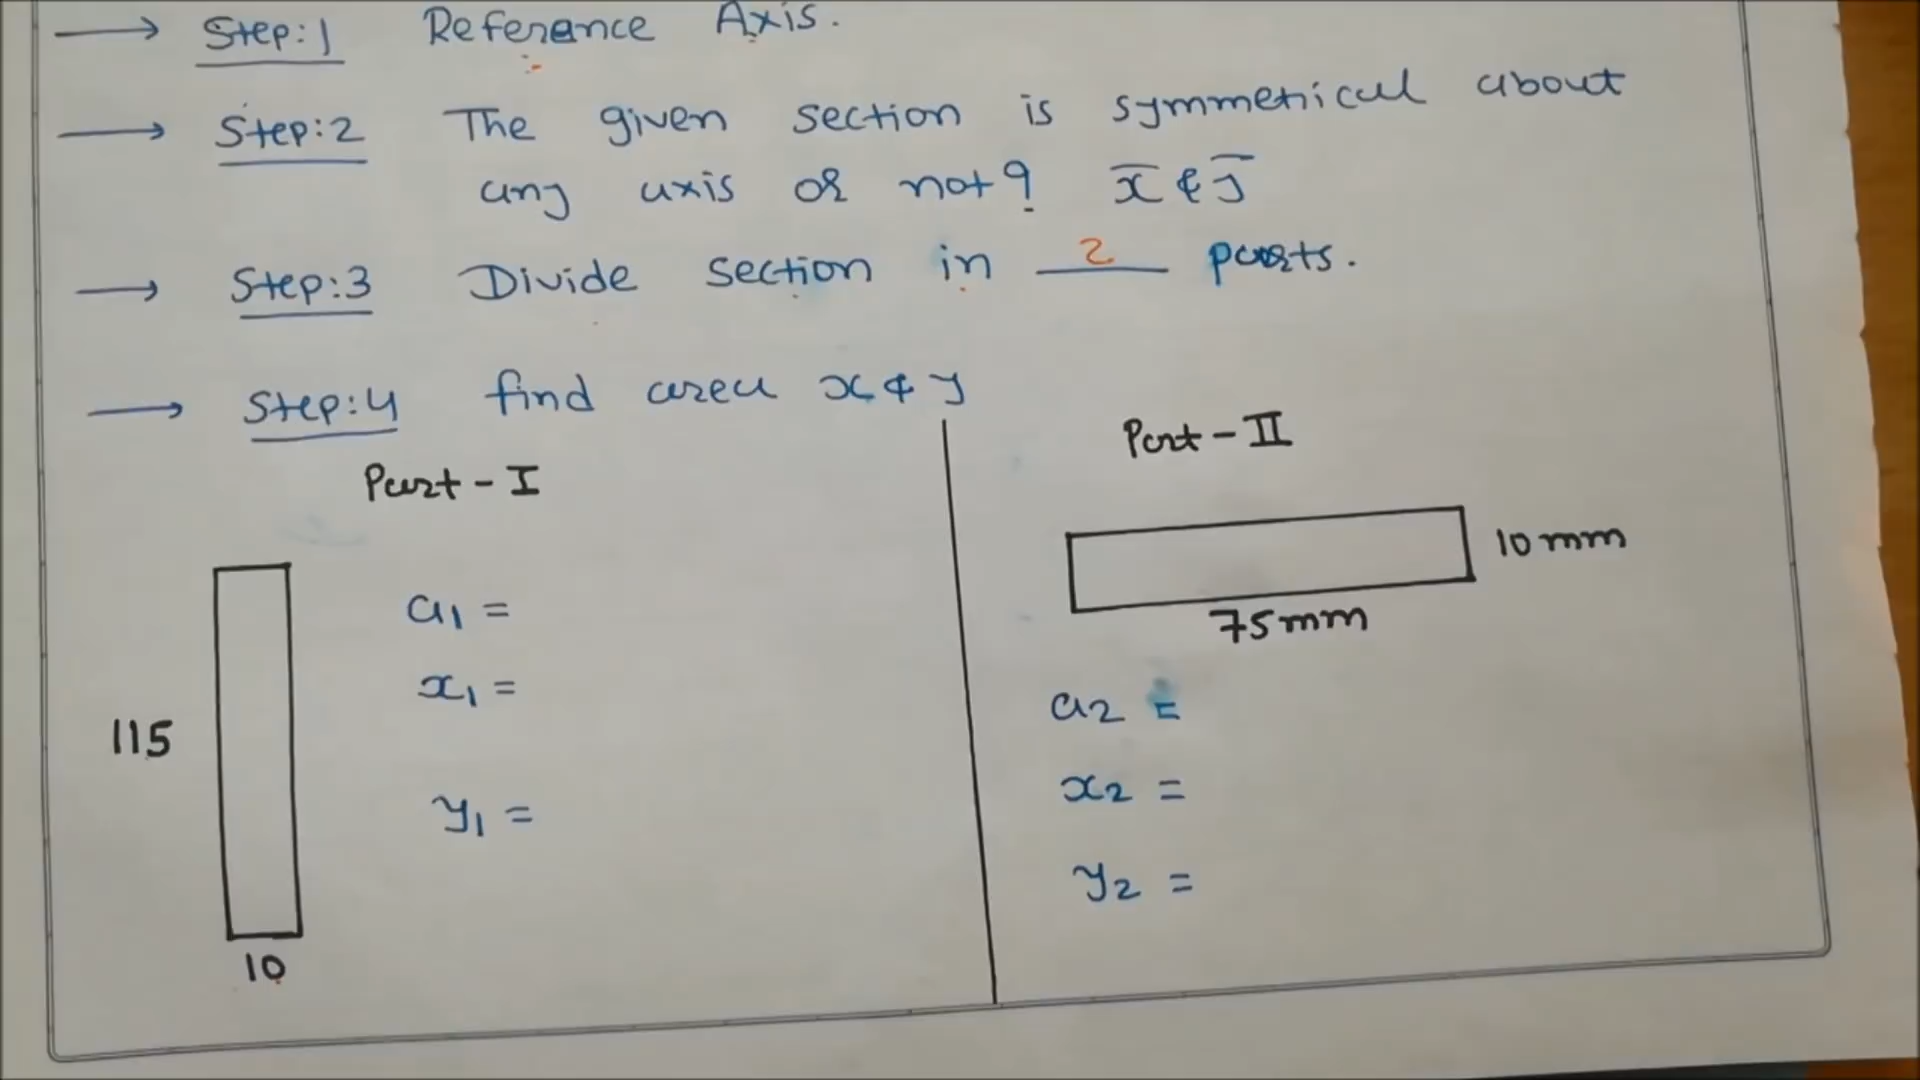 → Step:1 Reference Axis.
→ Step:2 The given section is symmetrical about
any axis or not? x̅ & y̅
→ Step:3 Divide section in 2 parts.
→ Step:4 find area x & y
Part - I
Part - II
10 mm
75 mm
a₁ =
x₁ =
115
y₁ =
10
a₂ =
x₂ =
y₂ =